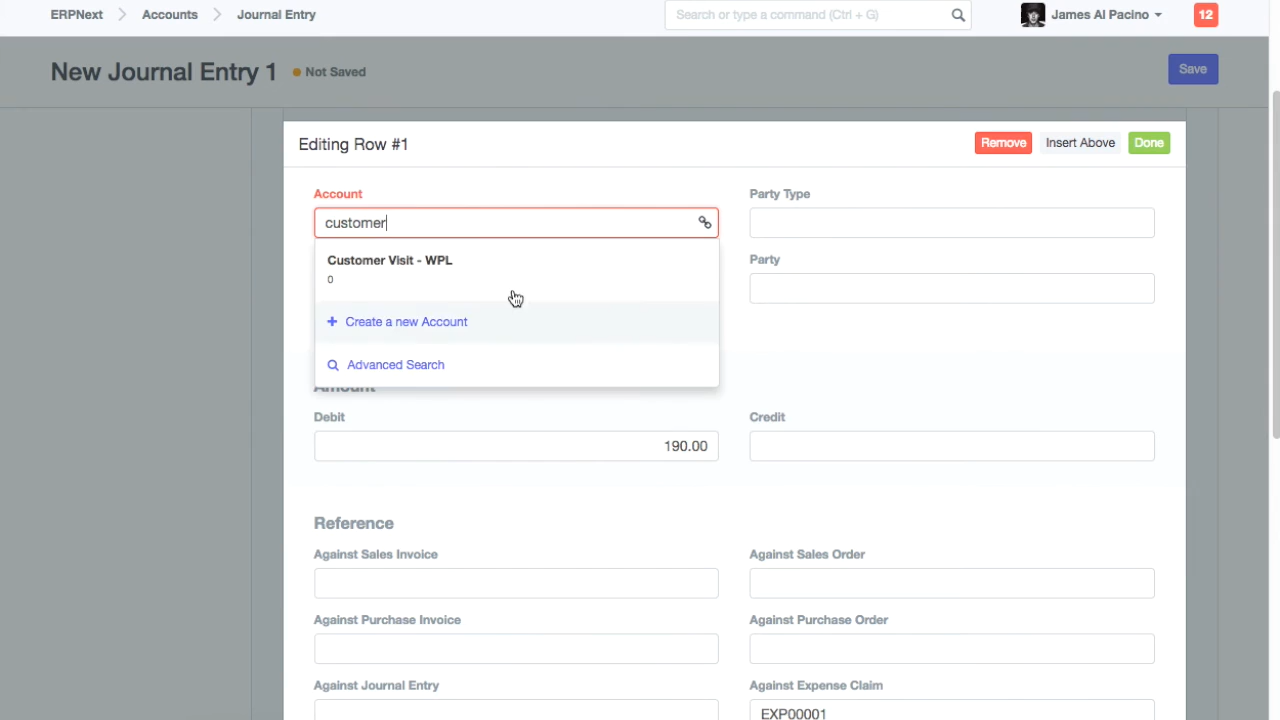 ERPNext Accounts Journal Entry Search or type a command (Ctrl + G) James Al Pacino 12
New Journal Entry 1 Not Saved Save
Editing Row #1 Remove Insert Above Done
Account Party Type
customer
Customer Visit - WPL Party
0
Create a new Account
Advanced Search
Amount
Debit Credit
190.00
Reference
Against Sales Invoice Against Sales Order
Against Purchase Invoice Against Purchase Order
Against Journal Entry Against Expense Claim
EXP00001